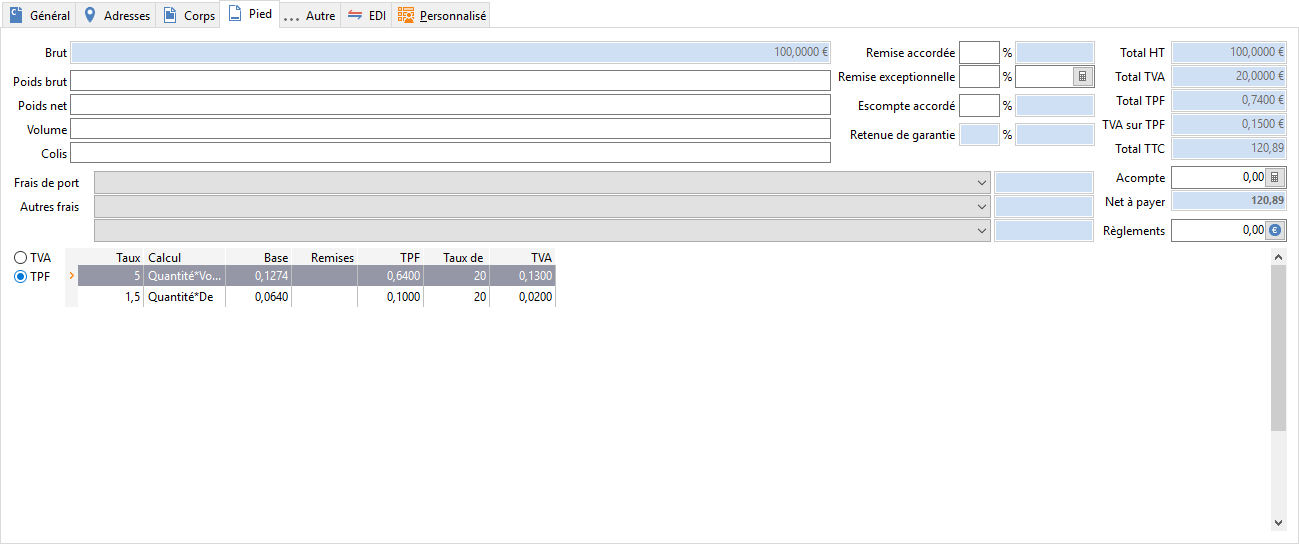 Général Adresses Corps Pied ... Autre EDI Personnalisé
Brut 100,0000 € Remise accordée % Total HT 100,0000 €
Poids brut Remise exceptionnelle % Total TVA 20,0000 €
Poids net Escompte accordé % Total TPF 0,7400 €
Volume Retenue de garantie % TVA sur TPF 0,1500 €
Colis Total TTC 120,89
Frais de port Acompte 0,00
Autres frais Net à payer 120,89
Règlements 0,00 €
TVA Taux Calcul Base Remises TPF Taux de TVA
TPF > 5 Quantité*Vo... 0,1274 0,6400 20 0,1300
1,5 Quantité*De 0,0640 0,1000 20 0,0200